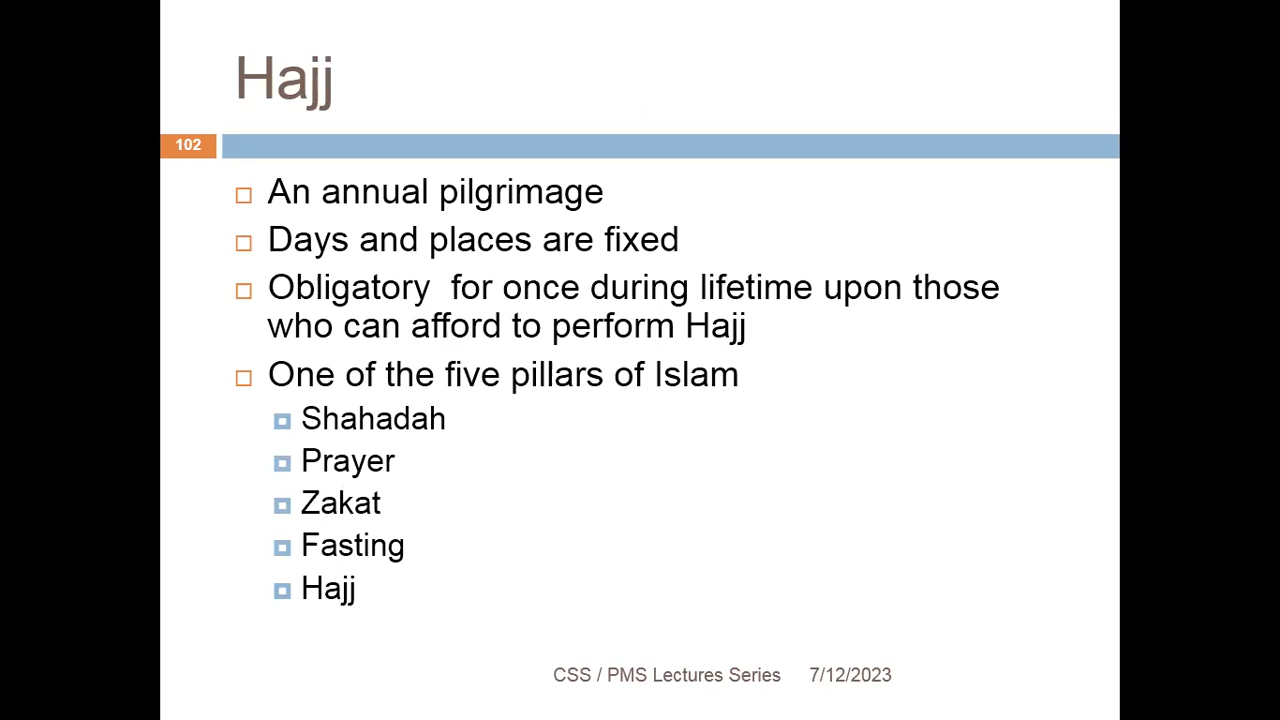 Hajj
102
An annual pilgrimage
Days and places are fixed
Obligatory  for once during lifetime upon those
who can afford to perform Hajj
One of the five pillars of Islam
Shahadah
Prayer
Zakat
Fasting
Hajj
CSS / PMS Lectures Series 7/12/2023